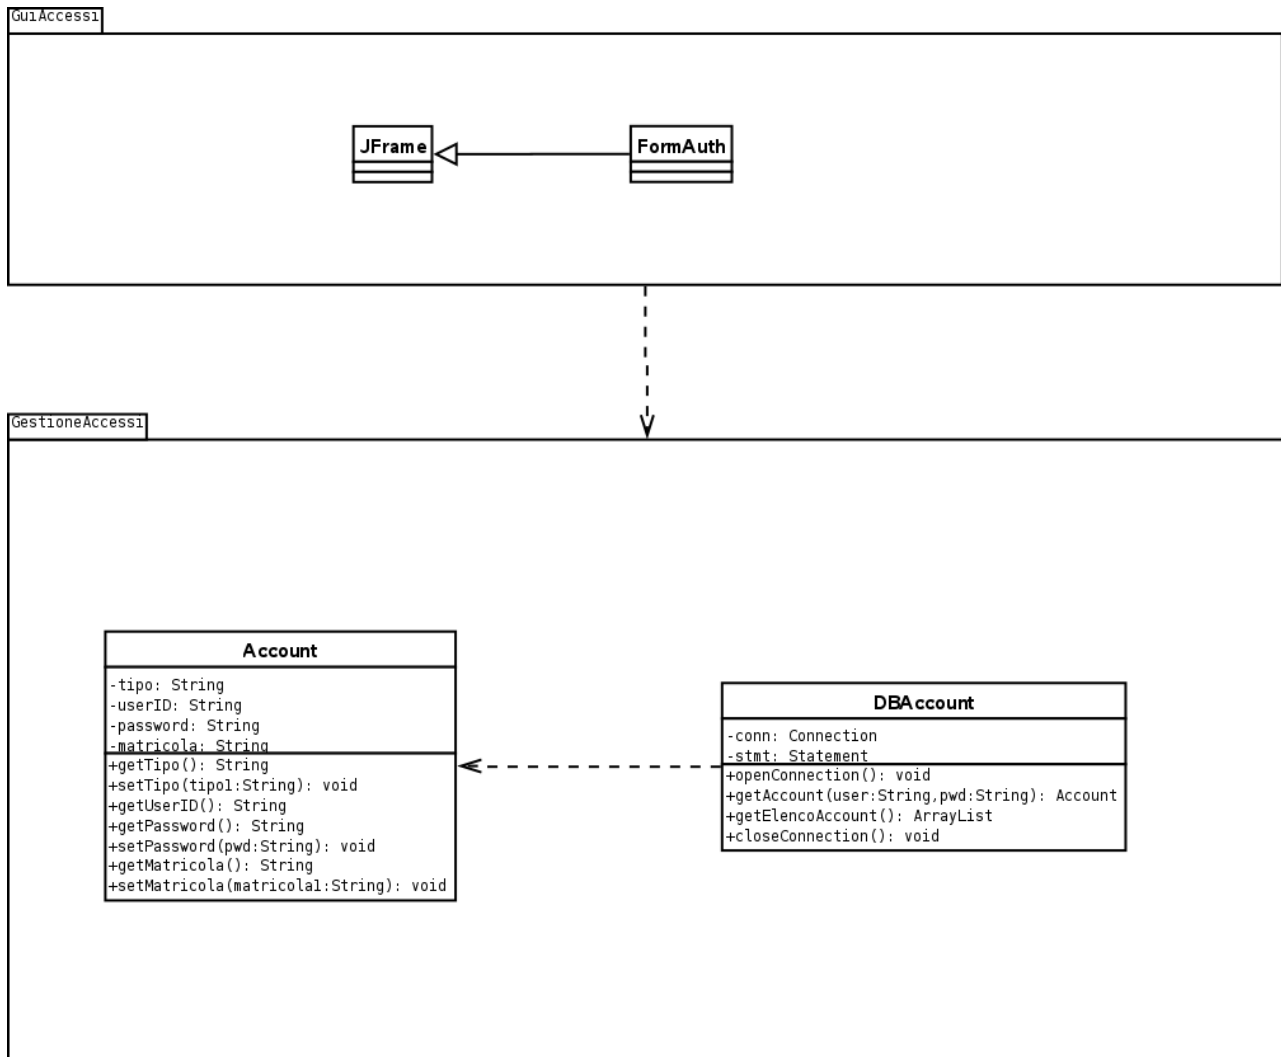 GuiAccessi
JFrame
FormAuth
GestioneAccessi
Account
-tipo: String
-userID: String
-password: String
-matricola: String
+getTipo(): String
+setTipo(tipo1:String): void
+getUserID(): String
+getPassword(): String
+setPassword(pwd:String): void
+getMatricola(): String
+setMatricola(matricola1:String): void
DBAccount
-conn: Connection
-stmt: Statement
+openConnection(): void
+getAccount(user:String,pwd:String): Account
+getElencoAccount(): ArrayList
+closeConnection(): void